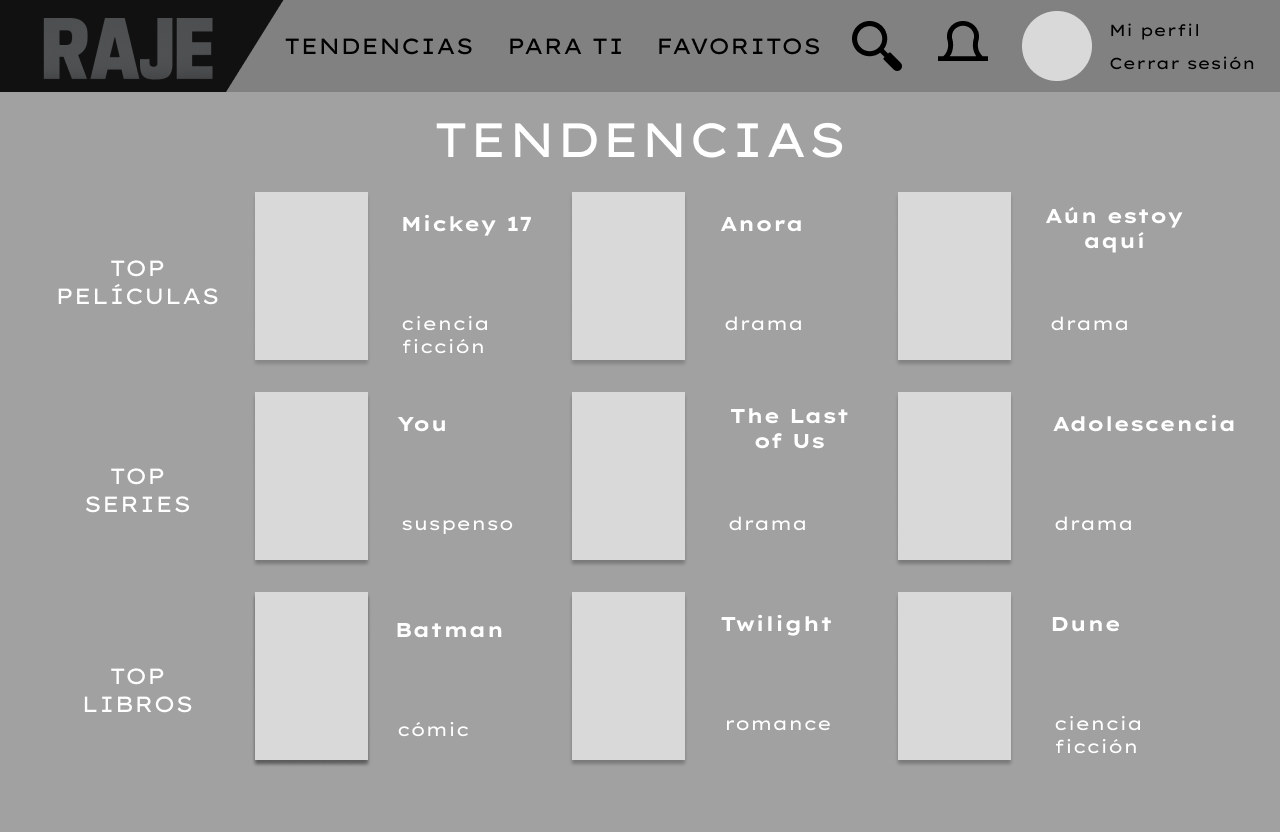 RAJE
TENDENCIAS
PARA TI
FAVORITOS
Mi perfil
Cerrar sesión
TENDENCIAS
TOP
PELÍCULAS
Mickey 17
ciencia
ficción
Anora
drama
Aún estoy
aquí
drama
TOP
SERIES
You
suspenso
The Last
of Us
drama
Adolescencia
drama
TOP
LIBROS
Batman
cómic
Twilight
romance
Dune
ciencia
ficción